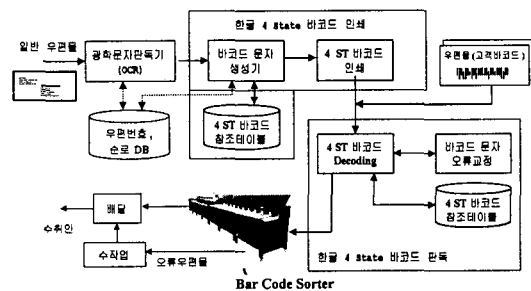 한글 4 State 바코드 인쇄
일반 우편물
광학문자판독기
(OCR)
바코드 문자
생성기
4 ST 바코드
인쇄
우편물(고객바코드)
우편번호,
순로 DB
4 ST 바코드
참조테이블
4 ST 바코드
Decoding
바코드 문자
오류교정
4 ST 바코드
참조테이블
한글 4 State 바코드 판독
배달
수취인
수작업
오류우편물
Bar Code Sorter